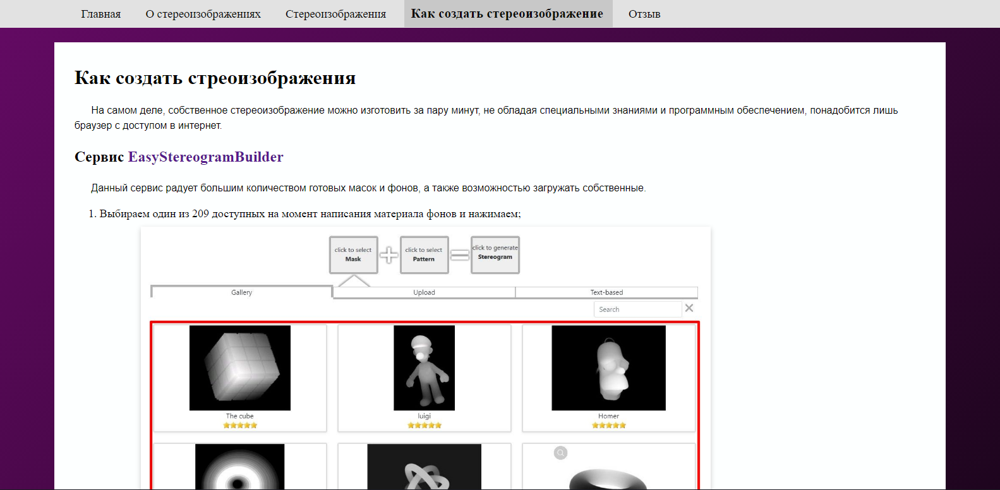 Главная О стереоизображениях Стереоизображения Как создать стереоизображение Отзыв
Как создать стреоизображения
На самом деле, собственное стереоизображение можно изготовить за пару минут, не обладая специальными знаниями и программным обеспечением, понадобится лишь
браузер с доступом в интернет.
Сервис EasyStereogramBuilder
Данный сервис радует большим количеством готовых масок и фонов, а также возможностью загружать собственные.
1. Выбираем один из 209 доступных на момент написания материала фонов и нажимаем;
click to select click to select click to generate
Mask Pattern Stereogram
Gallery Upload Text-based
Search
The cube luigi Homer